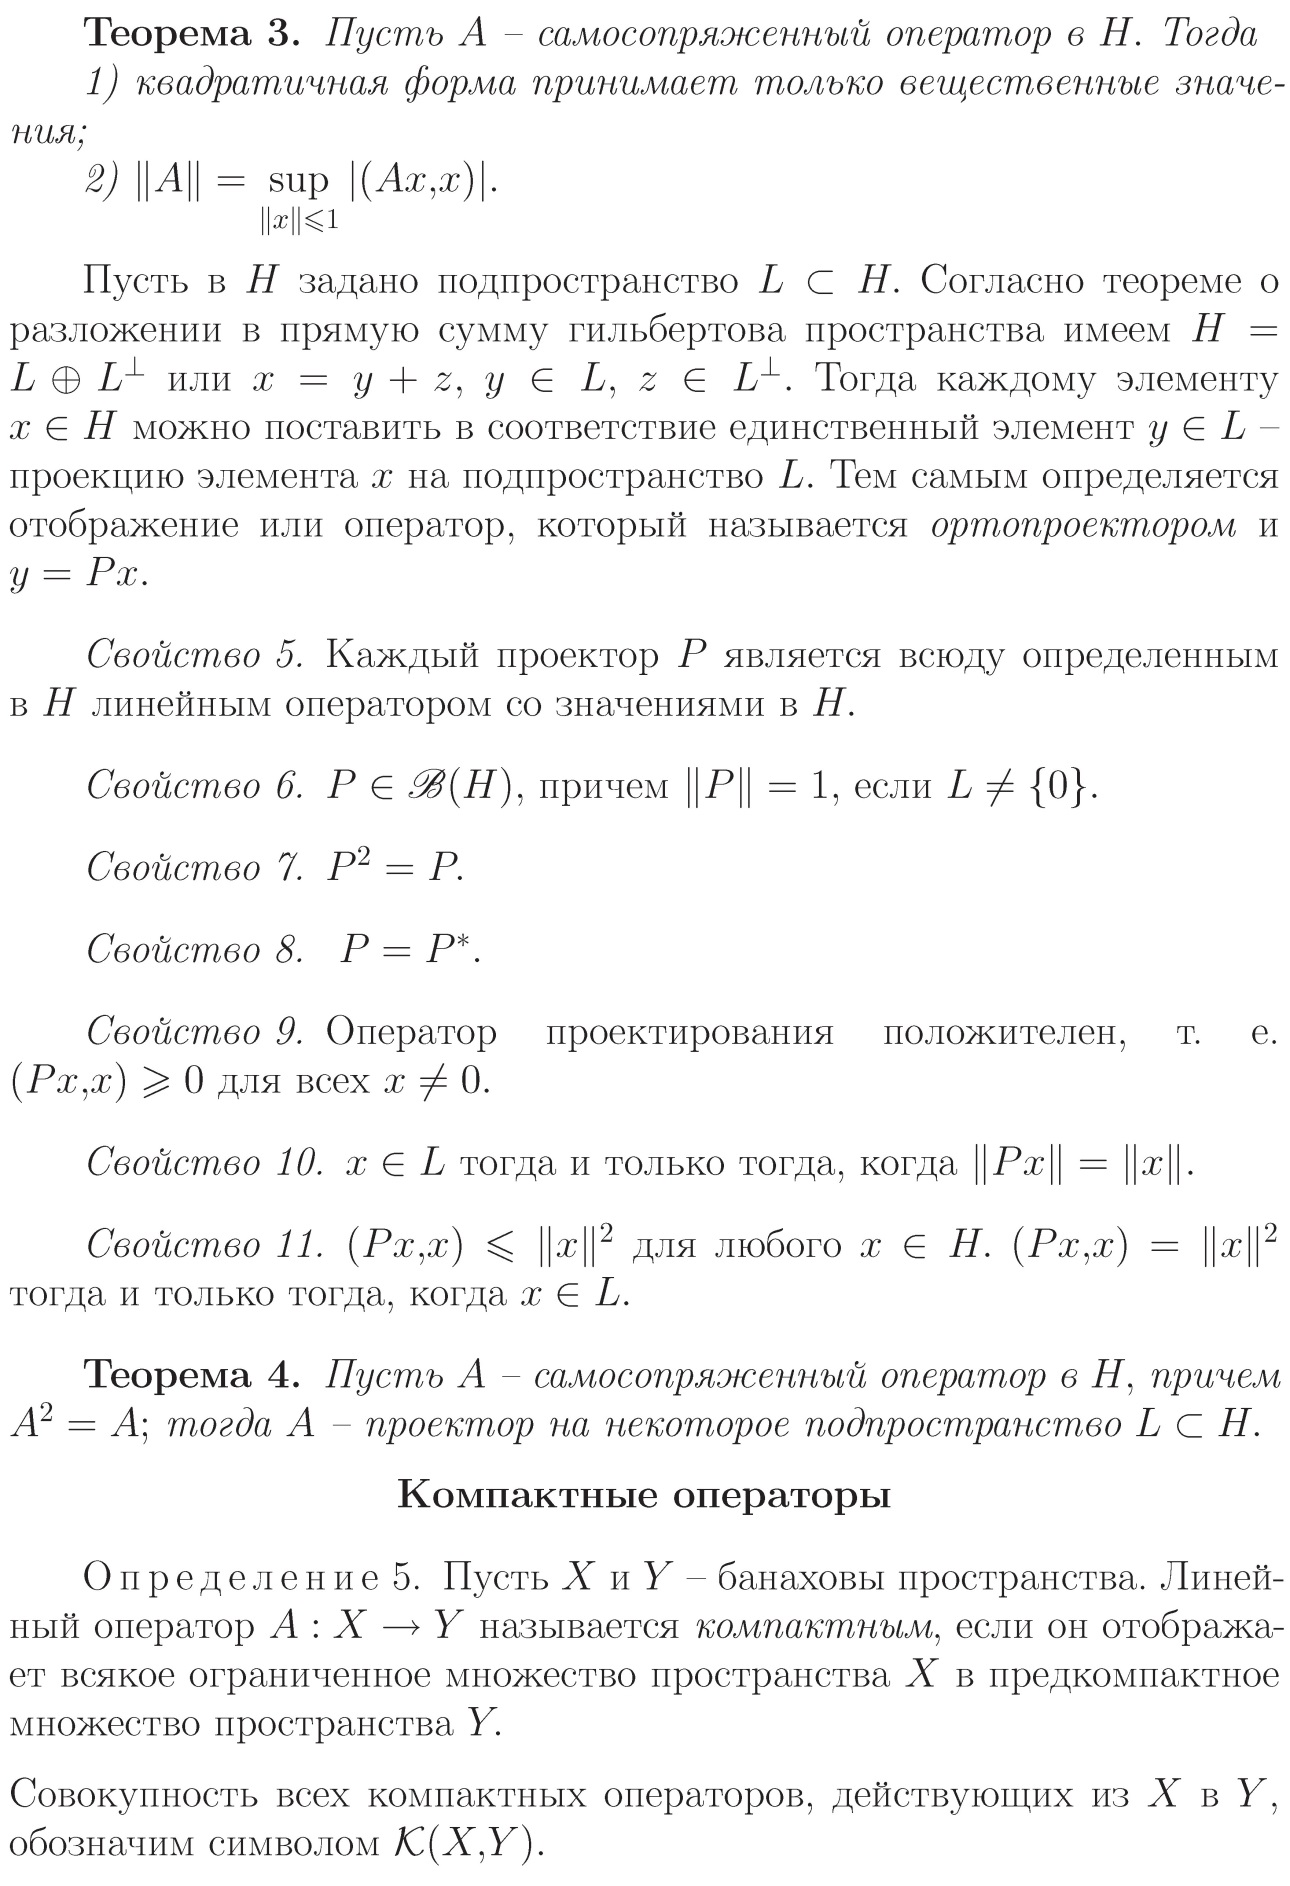 Теорема 3. Пусть A – самосопряженный оператор в H. Тогда
1) квадратичная форма принимает только вещественные значе-
ния;
2) ‖A‖ = sup |(Ax,x)|.
‖x‖⩽1
Пусть в H задано подпространство L ⊂ H. Согласно теореме о
разложении в прямую сумму гильбертова пространства имеем H =
L ⊕ L⊥ или x = y + z, y ∈ L, z ∈ L⊥. Тогда каждому элементу
x ∈ H можно поставить в соответствие единственный элемент y ∈ L –
проекцию элемента x на подпространство L. Тем самым определяется
отображение или оператор, который называется ортопроектором и
y = Px.
Свойство 5. Каждый проектор P является всюду определенным
в H линейным оператором со значениями в H.
Свойство 6. P ∈ ℬ(H), причем ‖P‖ = 1, если L ≠ {0}.
Свойство 7. P² = P.
Свойство 8. P = P*.
Свойство 9. Оператор проектирования положителен, т. е.
(Px,x) ⩾ 0 для всех x ≠ 0.
Свойство 10. x ∈ L тогда и только тогда, когда ‖Px‖ = ‖x‖.
Свойство 11. (Px,x) ⩽ ‖x‖² для любого x ∈ H. (Px,x) = ‖x‖²
тогда и только тогда, когда x ∈ L.
Теорема 4. Пусть A – самосопряженный оператор в H, причем
A² = A; тогда A – проектор на некоторое подпространство L ⊂ H.
Компактные операторы
Определение 5. Пусть X и Y – банаховы пространства. Линей-
ный оператор A : X → Y называется компактным, если он отобража-
ет всякое ограниченное множество пространства X в предкомпактное
множество пространства Y.
Совокупность всех компактных операторов, действующих из X в Y,
обозначим символом 𝒦(X,Y).